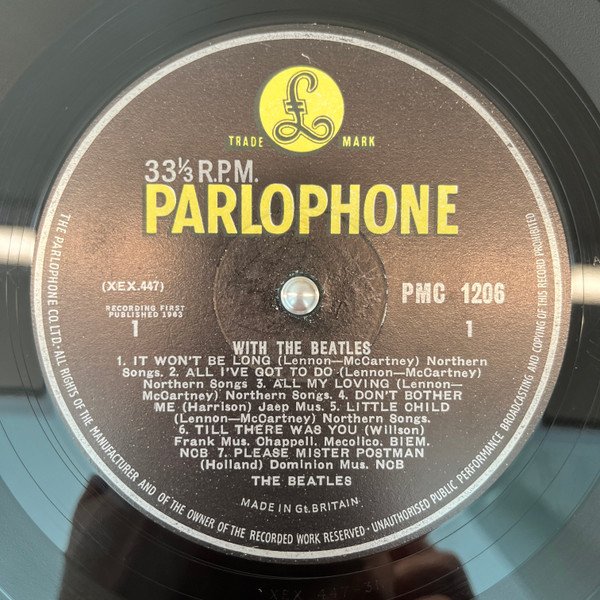 £
TRADE MARK
33⅓ R.P.M.
PARLOPHONE
(XEX.447)
PMC 1206
RECORDING FIRST
PUBLISHED 1963
1
1
WITH THE BEATLES
1. IT WON'T BE LONG (Lennon—McCartney) Northern
Songs. 2. ALL I'VE GOT TO DO (Lennon—McCartney)
Northern Songs 3. ALL MY LOVING (Lennon—
McCartney) Northern Songs. 4. DON'T BOTHER
ME (Harrison) Jaep Mus. 5. LITTLE CHILD
(Lennon—McCartney) Northern Songs.
6. TILL THERE WAS YOU (Willson)
Frank Mus. Chappell. Mecolico. BIEM.
NCB 7. PLEASE MISTER POSTMAN
(Holland) Dominion Mus. NCB
THE BEATLES
MADE IN Gt. BRITAIN
THE PARLOPHONE CO. LTD. · ALL RIGHTS OF THE MANUFACTURER AND OF THE OWNER OF THE RECORDED WORK RESERVED · UNAUTHORISED PUBLIC PERFORMANCE BROADCASTING AND COPYING OF THIS RECORD PROHIBITED
XEX 447